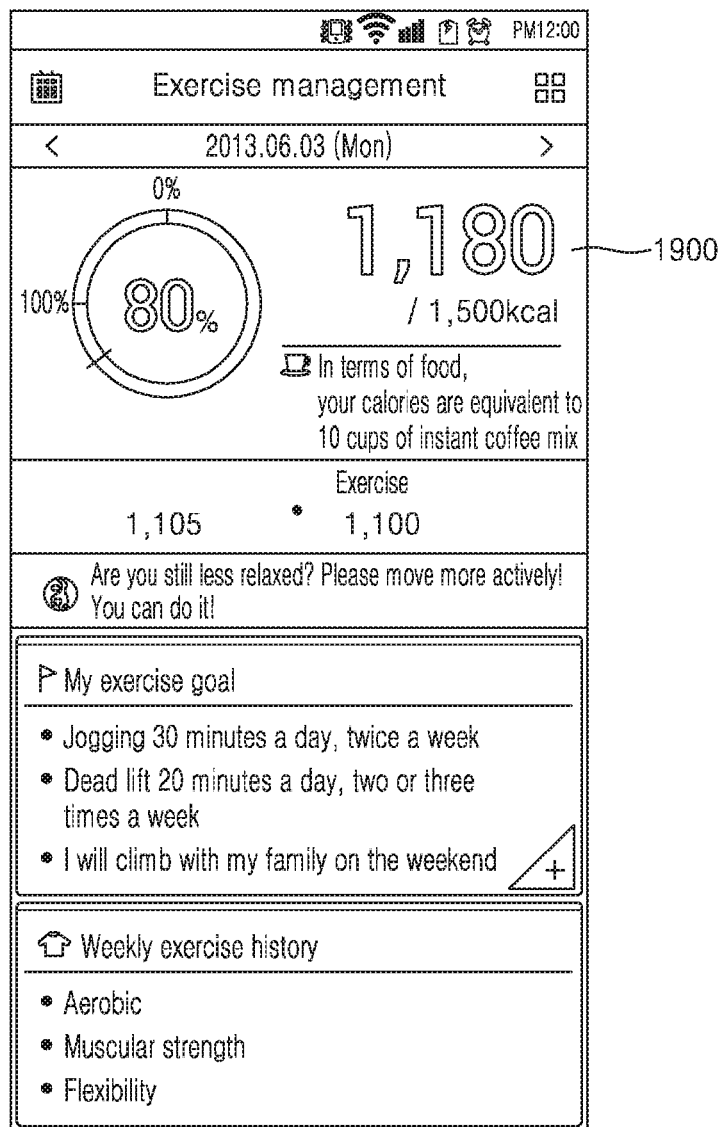 PM12:00
Exercise management
< 2013.06.03 (Mon) >
0%
1,180
1900
100%
80%
/ 1,500kcal
In terms of food,
your calories are equivalent to
10 cups of instant coffee mix
Exercise
1,105 • 1,100
Are you still less relaxed? Please move more actively!
You can do it!
My exercise goal
• Jogging 30 minutes a day, twice a week
• Dead lift 20 minutes a day, two or three
times a week
• I will climb with my family on the weekend
+
Weekly exercise history
• Aerobic
• Muscular strength
• Flexibility